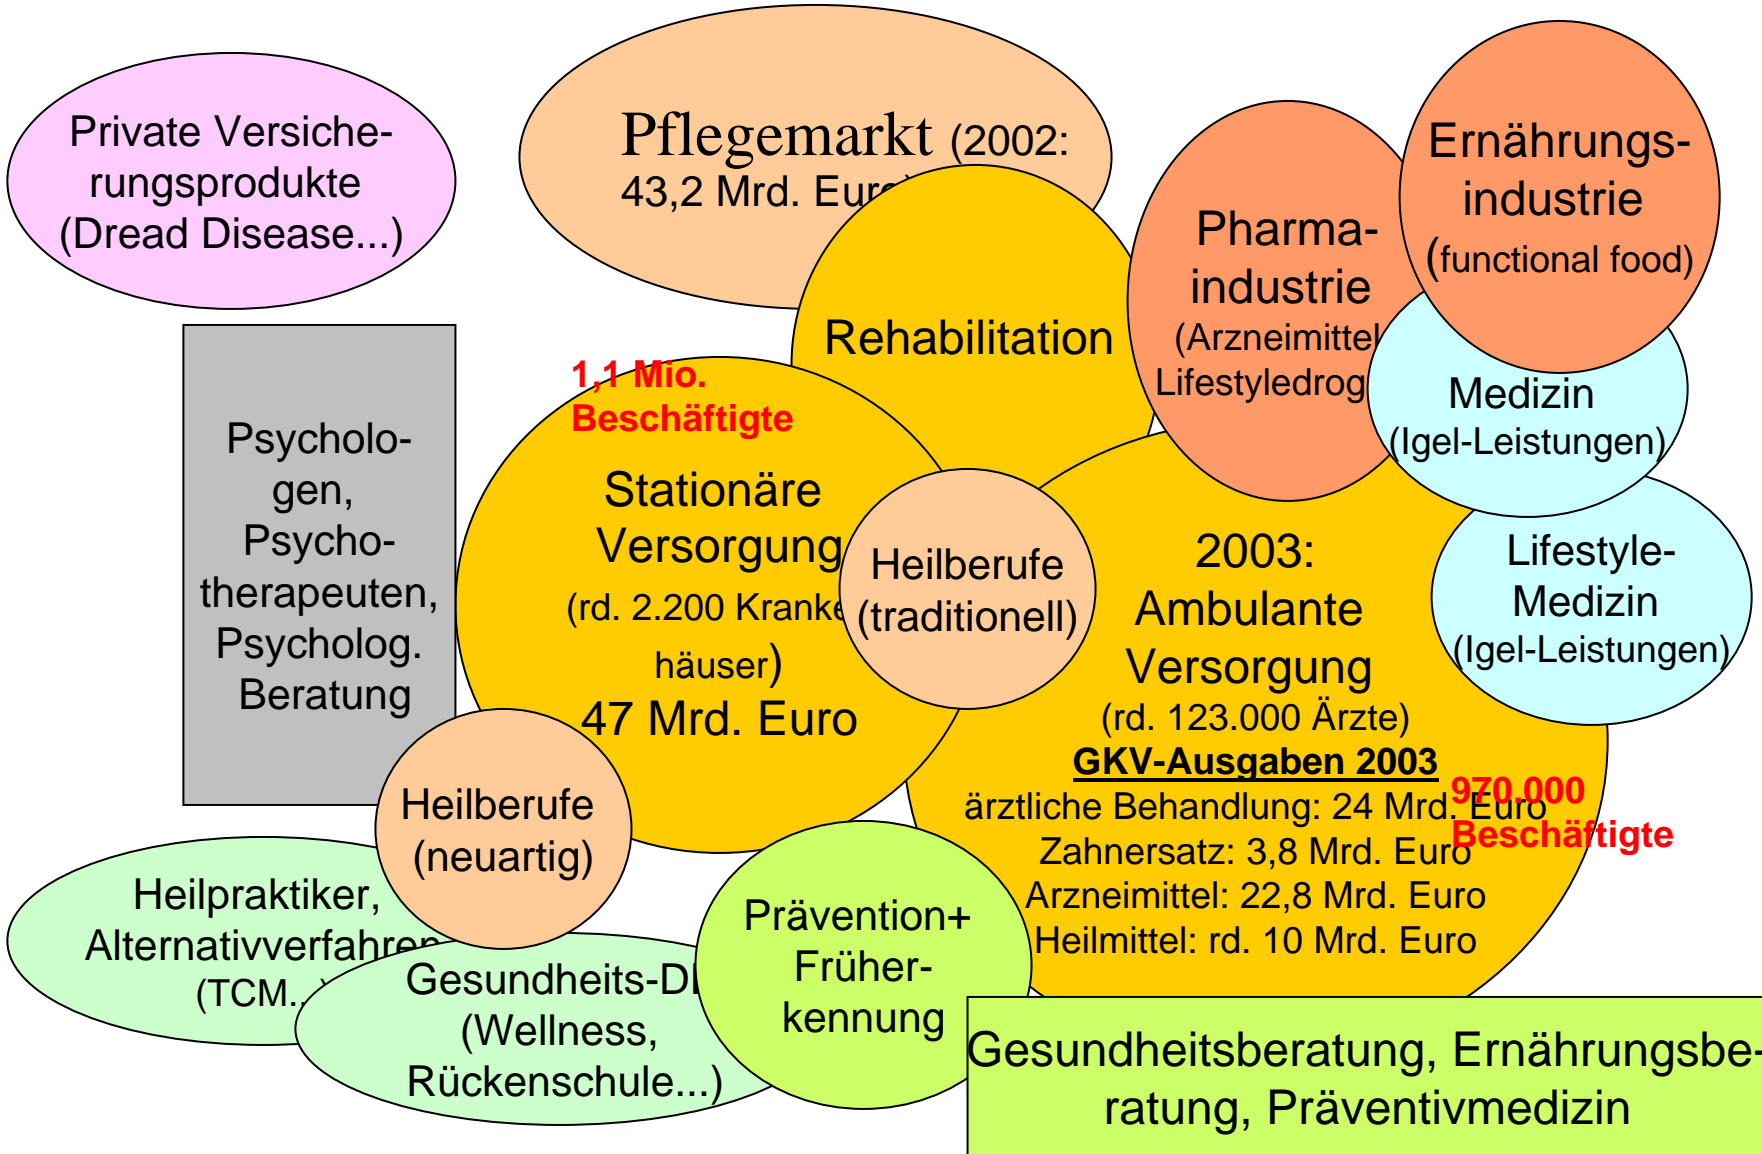 Private Versiche-
rungsprodukte
(Dread Disease...)
Pflegemarkt (2002:
43,2 Mrd. Euro)
Ernährungs-
industrie
(functional food)
Pharma-
industrie
(Arzneimittel
Lifestyledrog
Rehabilitation
Medizin
(Igel-Leistungen)
1,1 Mio.
Beschäftigte
Psycholo-
gen,
Psycho-
therapeuten,
Psycholog.
Beratung
Stationäre
Versorgung
(rd. 2.200 Kranke
häuser)
47 Mrd. Euro
Heilberufe
(traditionell)
2003:
Ambulante
Versorgung
(rd. 123.000 Ärzte)
GKV-Ausgaben 2003
ärztliche Behandlung: 24 Mrd. Euro
Zahnersatz: 3,8 Mrd. Euro
Arzneimittel: 22,8 Mrd. Euro
Heilmittel: rd. 10 Mrd. Euro
Lifestyle-
Medizin
(Igel-Leistungen)
970.000
Beschäftigte
Heilberufe
(neuartig)
Heilpraktiker,
Alternativverfahren
(TCM...)
Gesundheits-D
(Wellness,
Rückenschule...)
Prävention+
Früher-
kennung
Gesundheitsberatung, Ernährungsbe-
ratung, Präventivmedizin